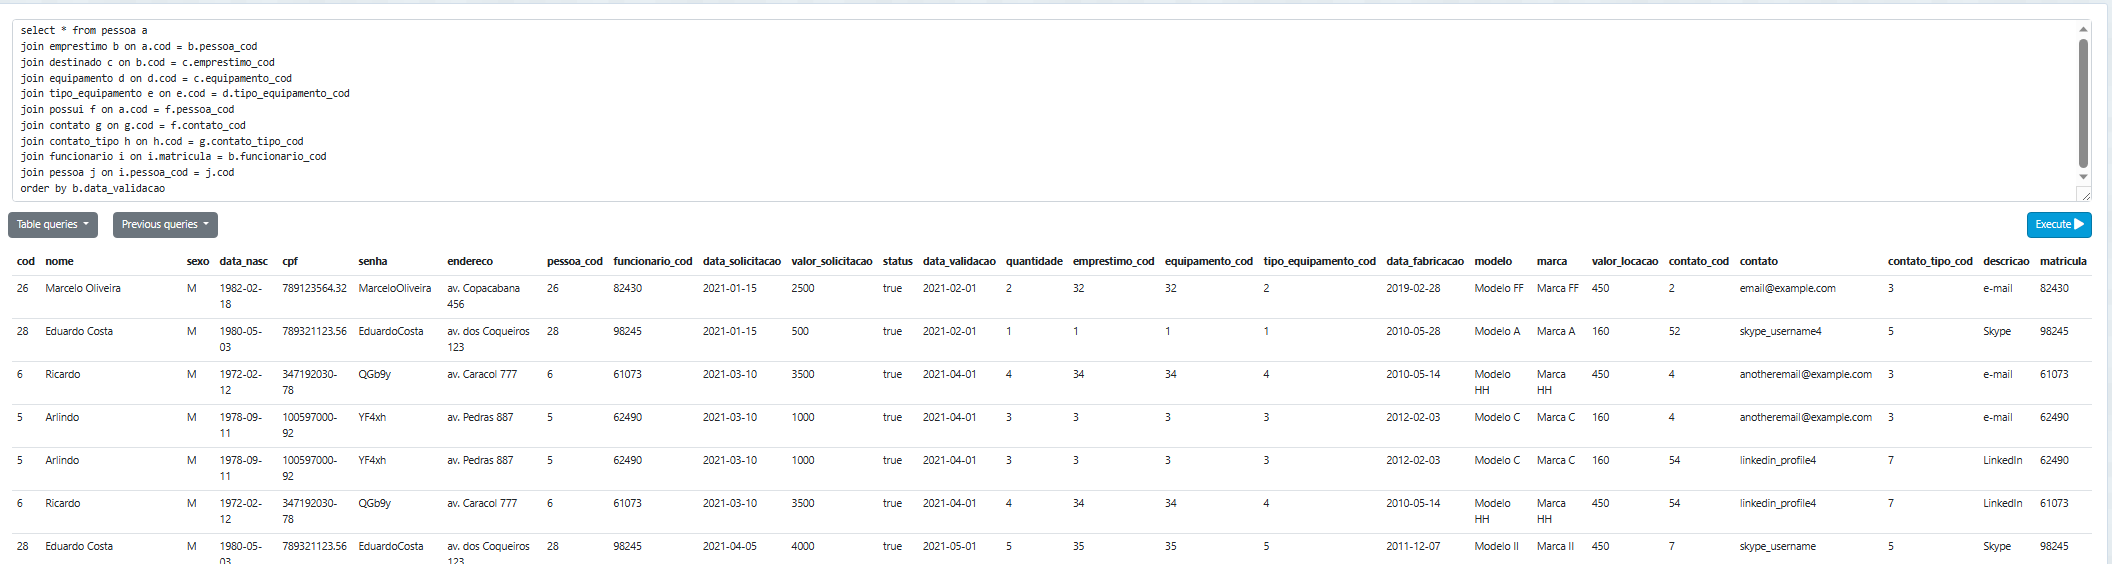 select * from pessoa a
join emprestimo b on a.cod = b.pessoa_cod
join destinado c on b.cod = c.emprestimo_cod
join equipamento d on d.cod = c.equipamento_cod
join tipo_equipamento e on e.cod = d.tipo_equipamento_cod
join possui f on a.cod = f.pessoa_cod
join contato g on g.cod = f.contato_cod
join contato_tipo h on h.cod = g.contato_tipo_cod
join funcionario i on i.matricula = b.funcionario_cod
join pessoa j on i.pessoa_cod = j.cod
order by b.data_validacao
Table queries Previous queries Execute
cod nome sexo data_nasc cpf senha endereco pessoa_cod funcionario_cod data_solicitacao valor_solicitacao status data_validacao quantidade emprestimo_cod equipamento_cod tipo_equipamento_cod data_fabricacao modelo marca valor_locacao contato_cod contato contato_tipo_cod descricao matricula
26 Marcelo Oliveira M 1982-02- 789123564.32 MarceloOliveira av. Copacabana 26 82430 2021-01-15 2500 true 2021-02-01 2 32 32 2 2019-02-28 Modelo FF Marca FF 450 2 email@example.com 3 e-mail 82430
18 456
28 Eduardo Costa M 1980-05- 789321123.56 EduardoCosta av. dos Coqueiros 28 98245 2021-01-15 500 true 2021-02-01 1 1 1 1 2010-05-28 Modelo A Marca A 160 52 skype_username4 5 Skype 98245
03 123
6 Ricardo M 1972-02- 347192030- QGb9y av. Caracol 777 6 61073 2021-03-10 3500 true 2021-04-01 4 34 34 4 2010-05-14 Modelo Marca 450 4 anotheremail@example.com 3 e-mail 61073
12 78 HH HH
5 Arlindo M 1978-09- 100597000- YF4xh av. Pedras 887 5 62490 2021-03-10 1000 true 2021-04-01 3 3 3 3 2012-02-03 Modelo C Marca C 160 4 anotheremail@example.com 3 e-mail 62490
11 92
5 Arlindo M 1978-09- 100597000- YF4xh av. Pedras 887 5 62490 2021-03-10 1000 true 2021-04-01 3 3 3 3 2012-02-03 Modelo C Marca C 160 54 linkedin_profile4 7 LinkedIn 62490
11 92
6 Ricardo M 1972-02- 347192030- QGb9y av. Caracol 777 6 61073 2021-03-10 3500 true 2021-04-01 4 34 34 4 2010-05-14 Modelo Marca 450 54 linkedin_profile4 7 LinkedIn 61073
12 78 HH HH
28 Eduardo Costa M 1980-05- 789321123.56 EduardoCosta av. dos Coqueiros 28 98245 2021-04-05 4000 true 2021-05-01 5 35 35 5 2011-12-07 Modelo II Marca II 450 7 skype_username 5 Skype 98245
03 123